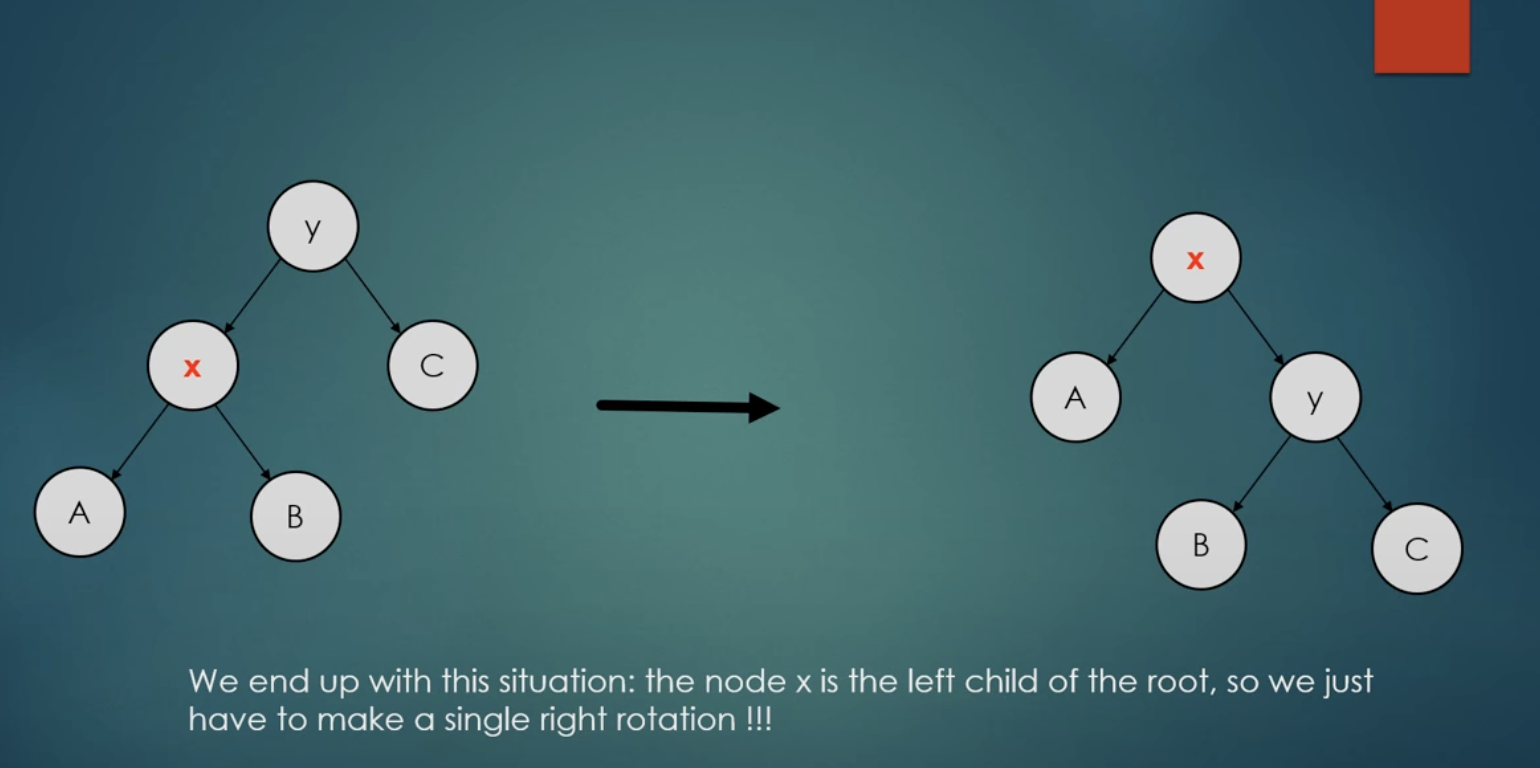 y
x
C
A
B
x
A
y
B
C
We end up with this situation: the node x is the left child of the root, so we just
have to make a single right rotation !!!